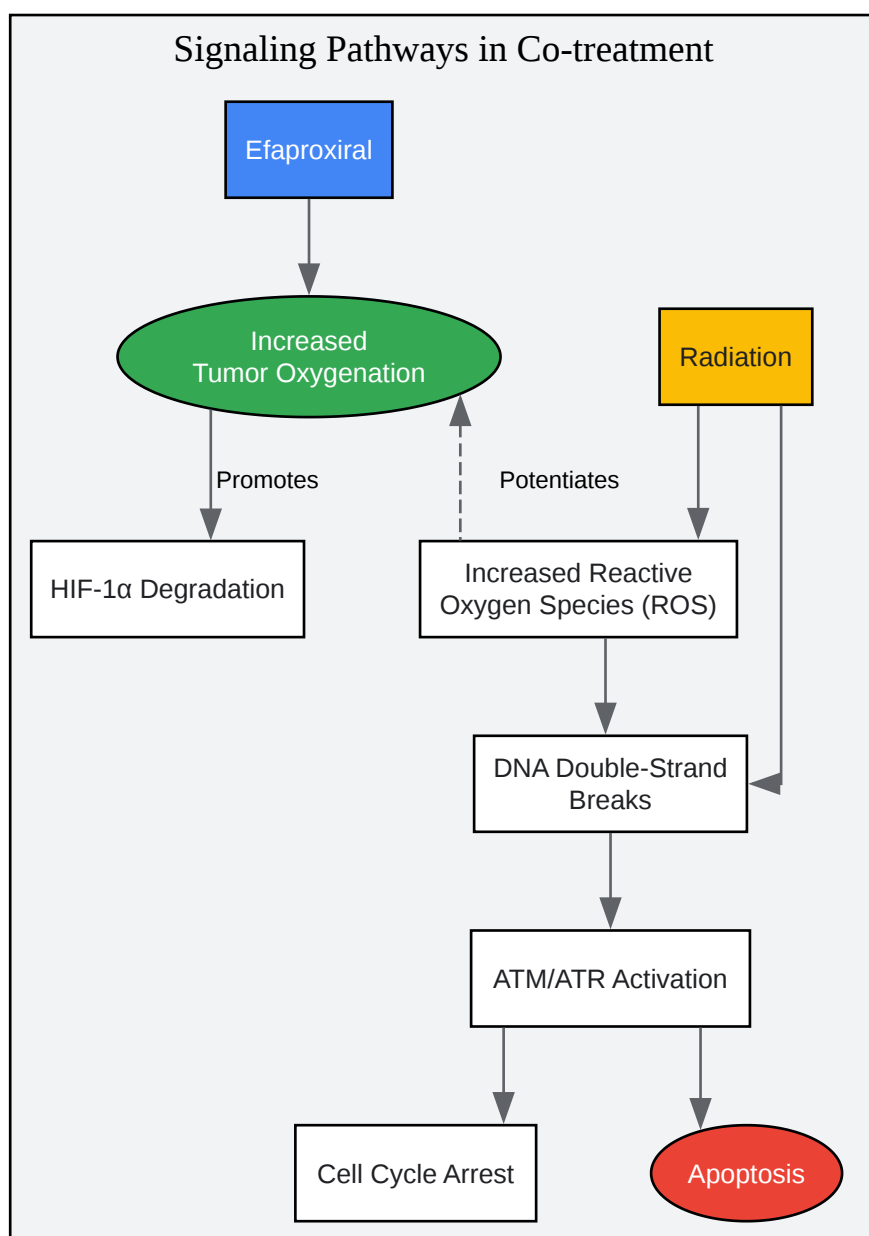 Signaling Pathways in Co-treatment
Efaproxiral
Increased
Tumor Oxygenation
Radiation
Promotes
Potentiates
HIF-1α Degradation
Increased Reactive
Oxygen Species (ROS)
DNA Double-Strand
Breaks
ATM/ATR Activation
Cell Cycle Arrest
Apoptosis